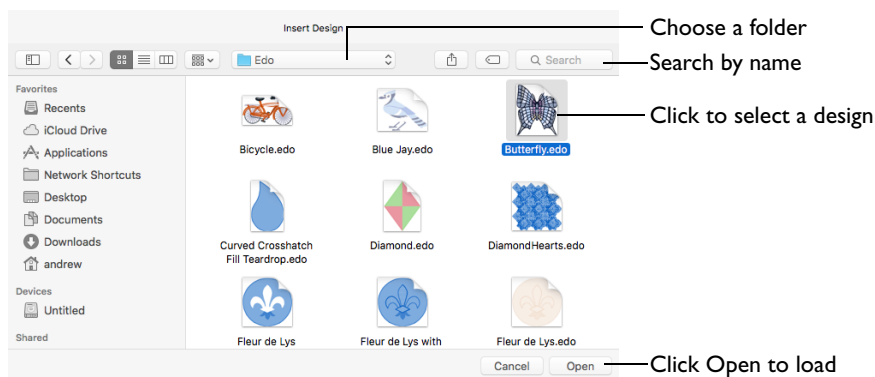 Insert Design
Choose a folder
Edo
Search
Search by name
Favorites
Recents
iCloud Drive
Applications
Network Shortcuts
Desktop
Documents
Downloads
andrew
Devices
Untitled
Shared
Bicycle.edo
Blue Jay.edo
Butterfly.edo
Click to select a design
Curved Crosshatch
Fill Teardrop.edo
Diamond.edo
DiamondHearts.edo
Fleur de Lys
Fleur de Lys with
Fleur de Lys.edo
Cancel
Open
Click Open to load